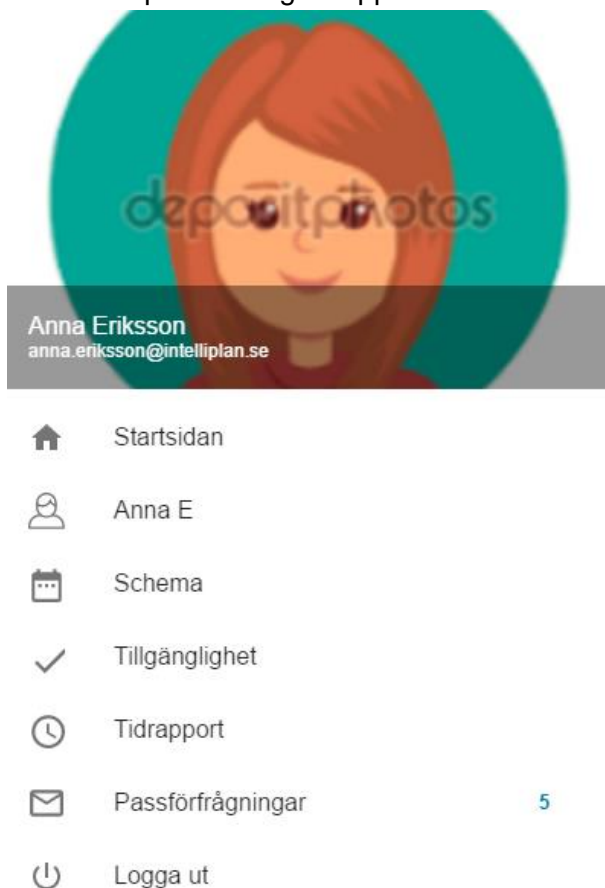 depositphotos
Anna Eriksson
anna.eriksson@intelliplan.se
Startsidan
Anna E
Schema
Tillgänglighet
Tidrapport
Passförfrågningar 5
Logga ut